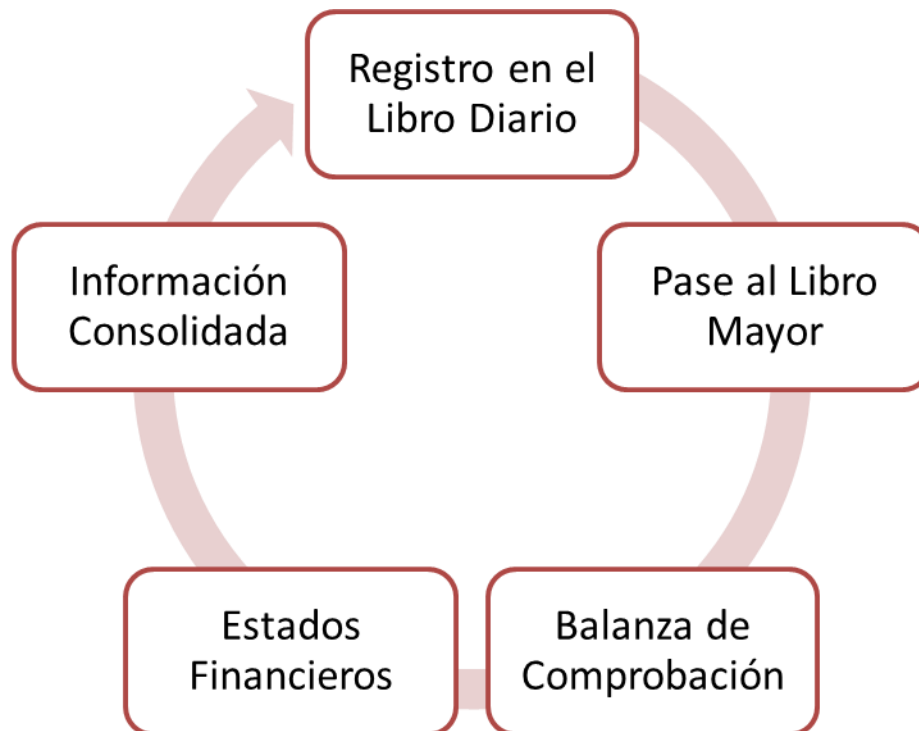 Registro en el
Libro Diario
Pase al Libro
Mayor
Balanza de
Comprobación
Estados
Financieros
Información
Consolidada